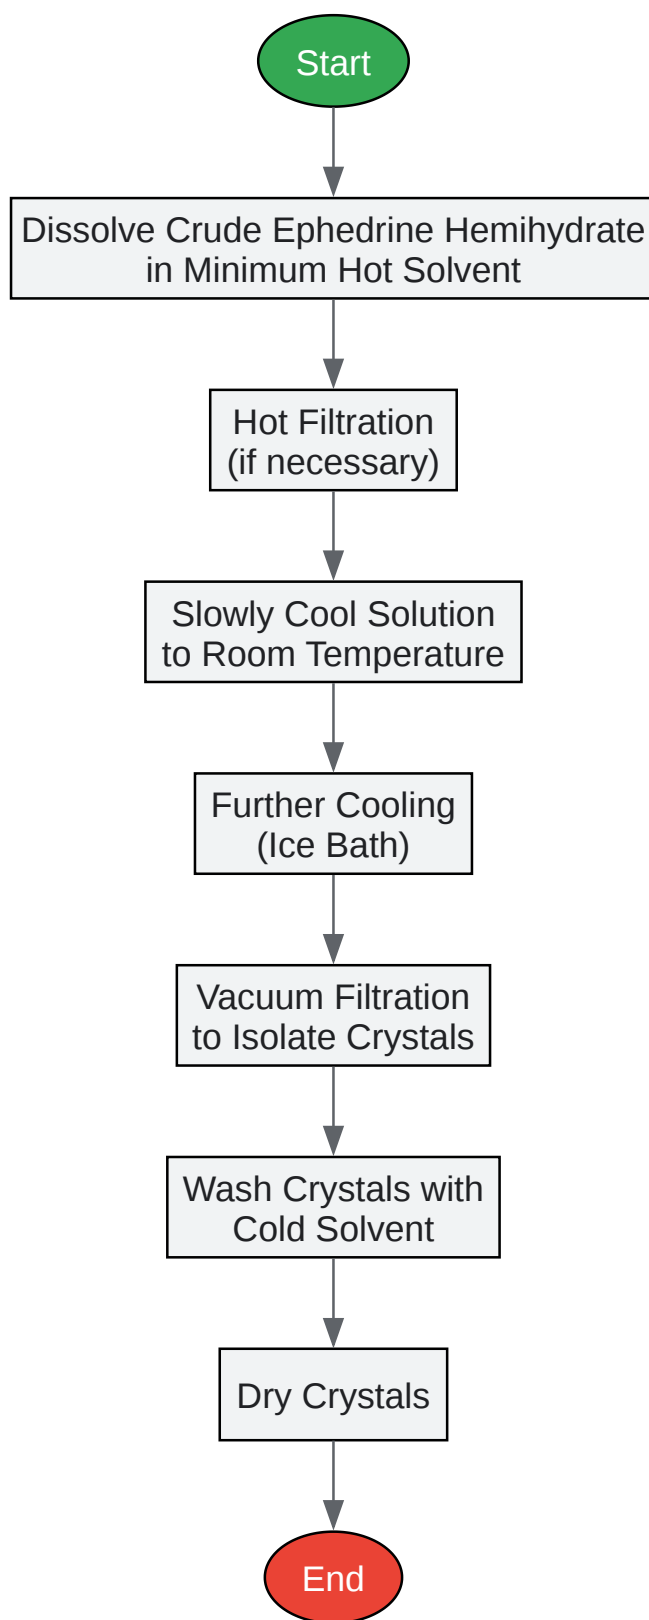 Start
Dissolve Crude Ephedrine Hemihydrate
in Minimum Hot Solvent
Hot Filtration
(if necessary)
Slowly Cool Solution
to Room Temperature
Further Cooling
(Ice Bath)
Vacuum Filtration
to Isolate Crystals
Wash Crystals with
Cold Solvent
Dry Crystals
End